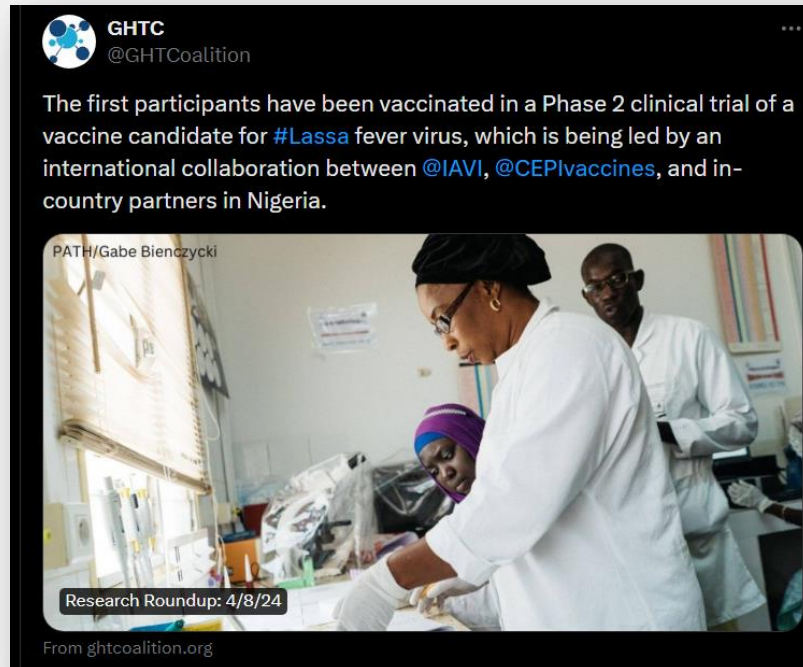 GHTC
@GHTCoalition
The first participants have been vaccinated in a Phase 2 clinical trial of a
vaccine candidate for #Lassa fever virus, which is being led by an
international collaboration between @IAVI, @CEPIvaccines, and in-
country partners in Nigeria.
PATH/Gabe Bienczycki
Research Roundup: 4/8/24
From ghtcoalition.org